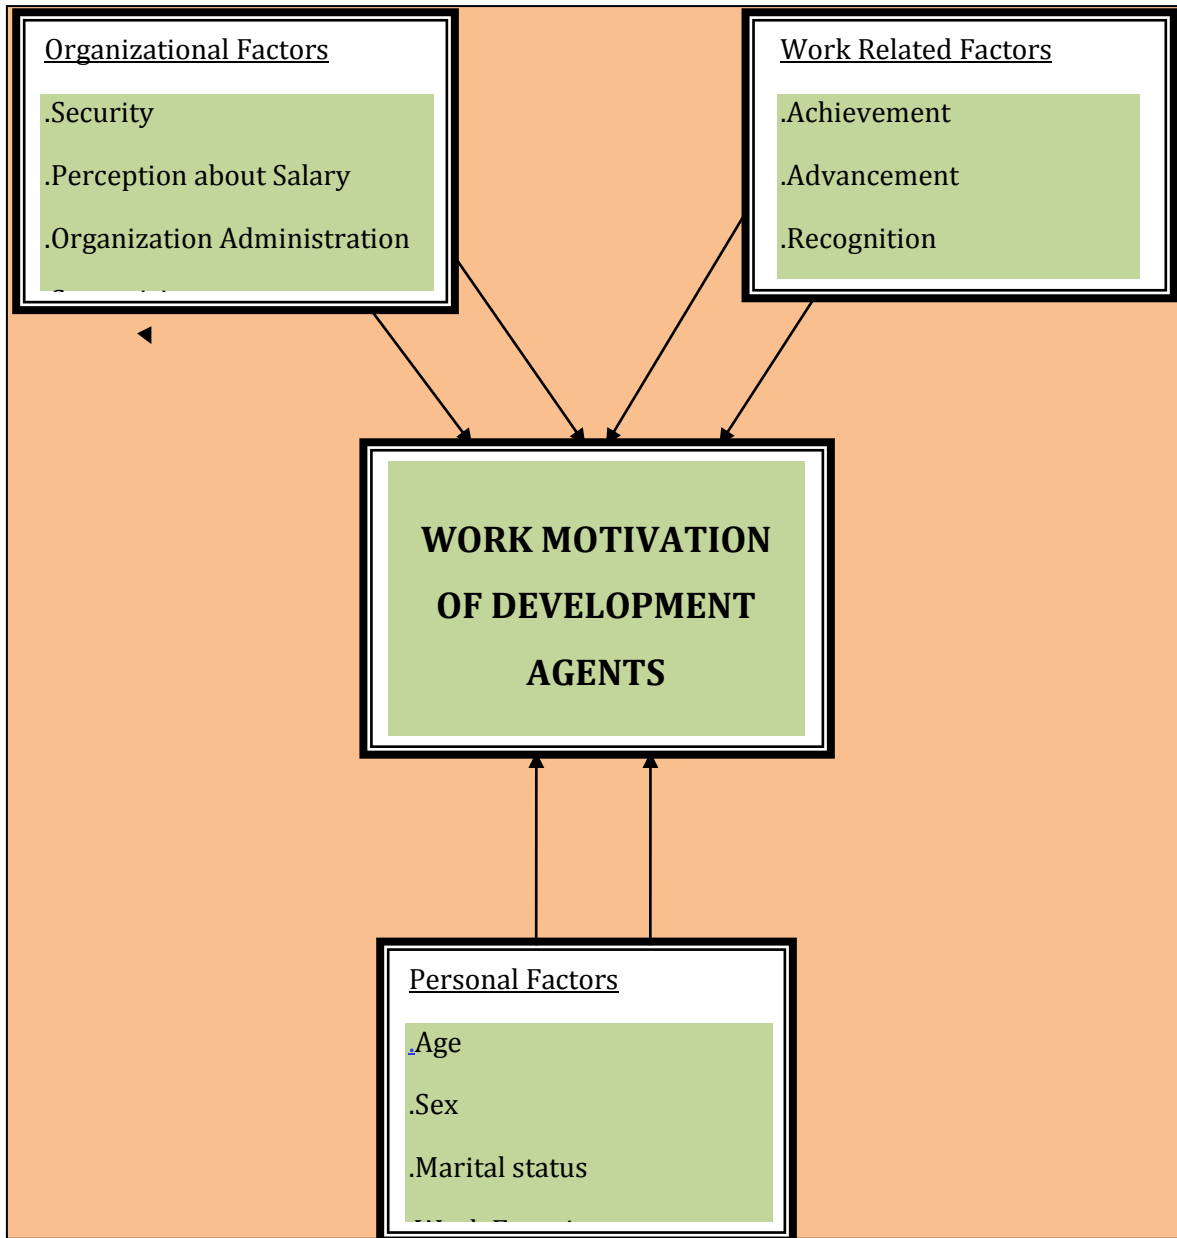 Organizational Factors
.Security
.Perception about Salary
.Organization Administration
Work Related Factors
.Achievement
.Advancement
.Recognition
WORK MOTIVATION
OF DEVELOPMENT
AGENTS
Personal Factors
.Age
.Sex
.Marital status